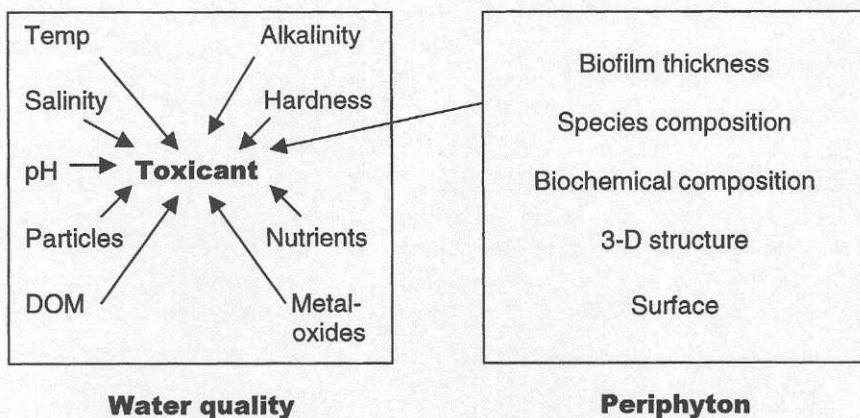 Temp Alkalinity
Salinity Hardness
pH Toxicant
Particles Nutrients
DOM Metal-
oxides
Water quality
Biofilm thickness
Species composition
Biochemical composition
3-D structure
Surface
Periphyton